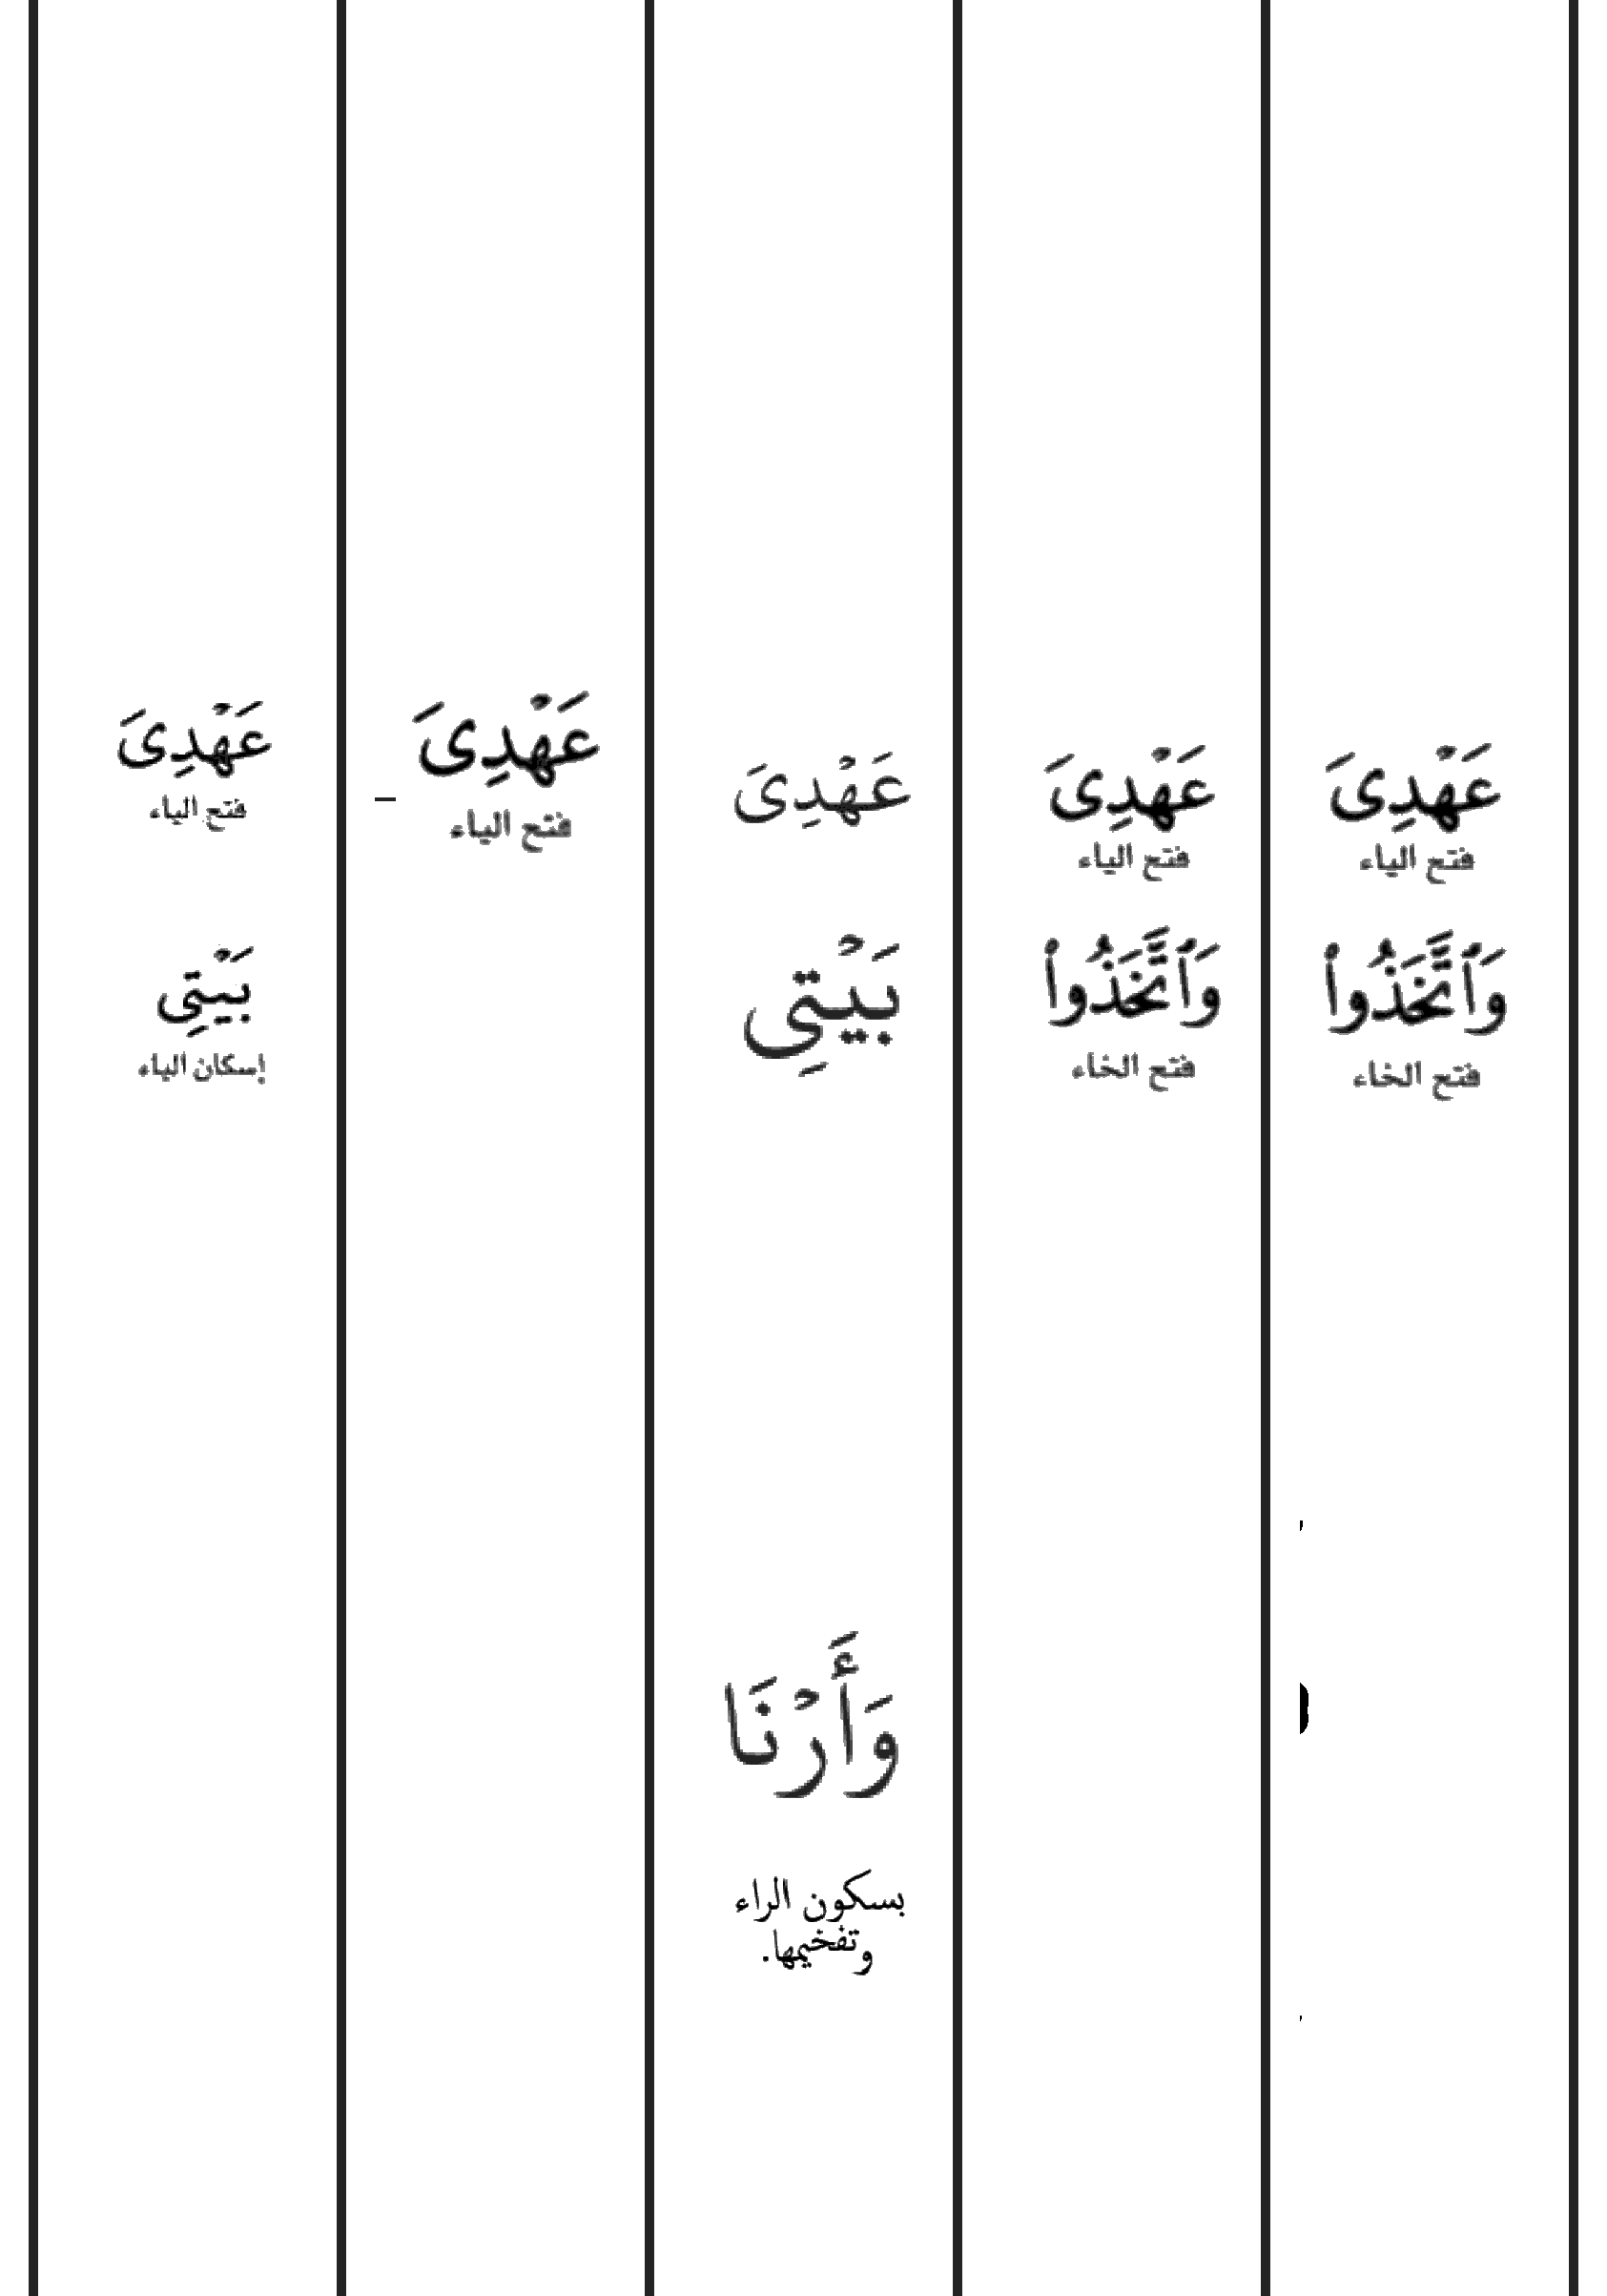 عَهْدِىَ
فتح الياء
وَٱتَّخَذُواْ
فتح الخاء
عَهْدِىَ
فتح الياء
وَٱتَّخَذُواْ
فتح الخاء
عَهْدِىَ
بَيْتِى
وَأَرْنَا
بسكون الراء
وتفخيمها.
عَهْدِىَ
فتح الياء
عَهْدِىَ
فتح الياء
بَيْتِى
إسكان الياء